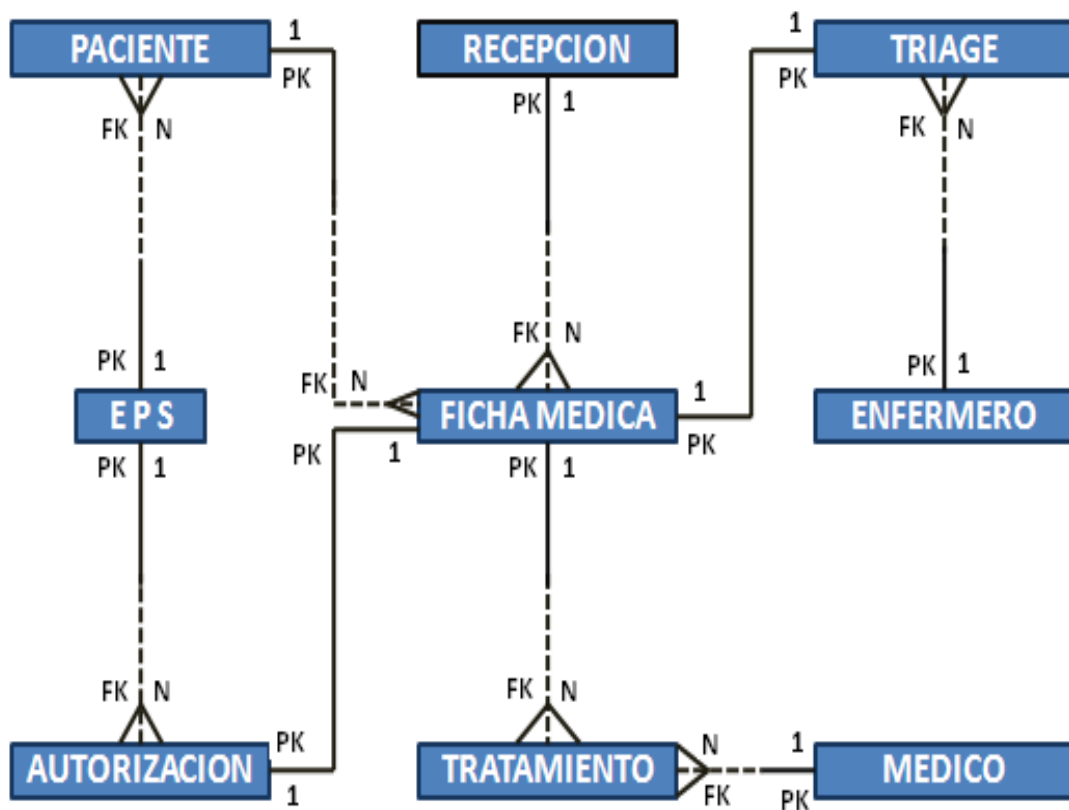 1
1
PACIENTE
RECEPCION
TRIAGE
PK
PK
1
PK
FK
N
FK
N
FK
N
PK
1
FK
N
PK
1
1
E P S
FICHA MEDICA
ENFERMERO
PK
1
PK
1
PK
1
PK
FK
N
FK
N
PK
N
1
AUTORIZACION
TRATAMIENTO
MEDICO
1
FK
PK